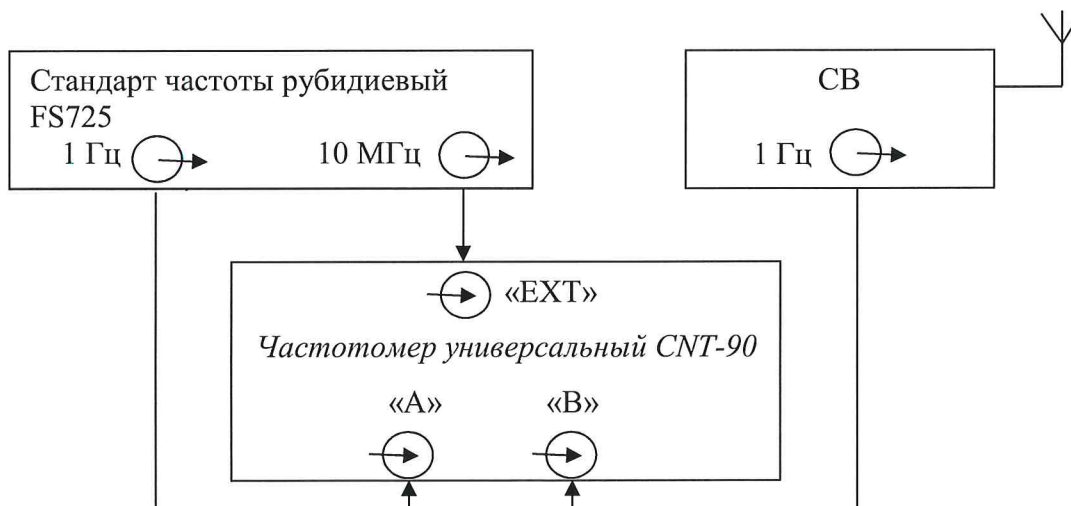 Стандарт частоты рубидиевый
FS725
1 Гц
10 МГц
СВ
1 Гц
«EXT»
Частотомер универсальный CNT-90
«A»
«B»